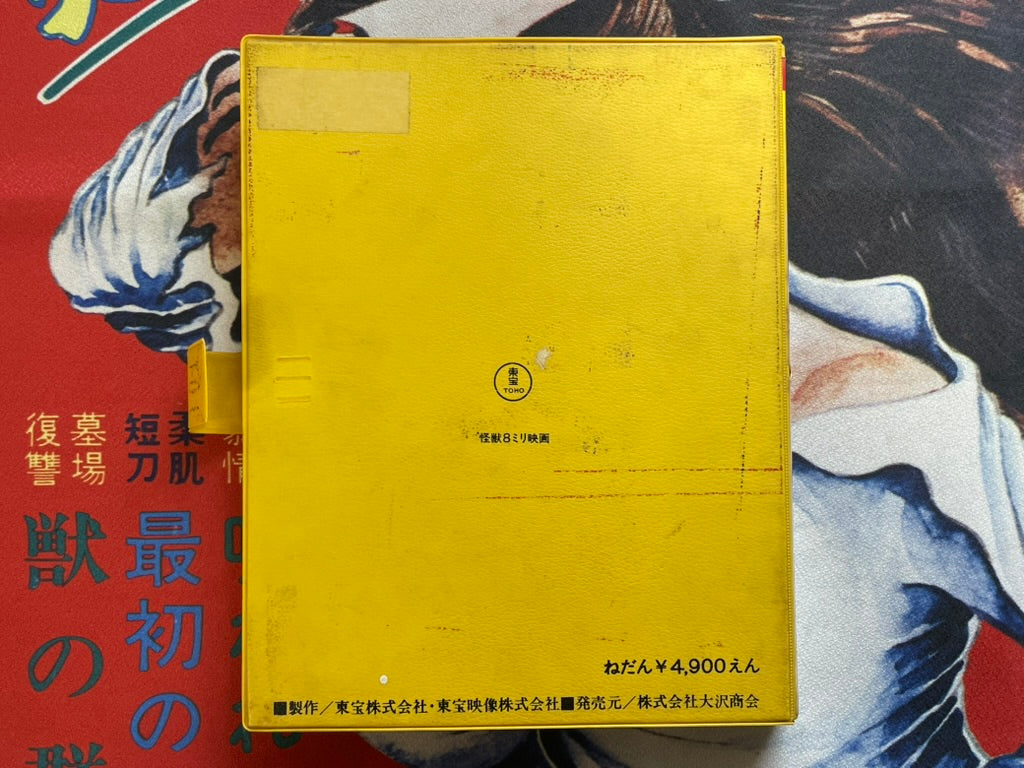 東宝
TOHO
怪獣8ミリ映画
ねだん￥4,900えん
■製作／東宝株式会社・東宝映像株式会社■発売元／株式会社大沢商会
柔肌
短刀
墓場
復讐
最初の
獣の群